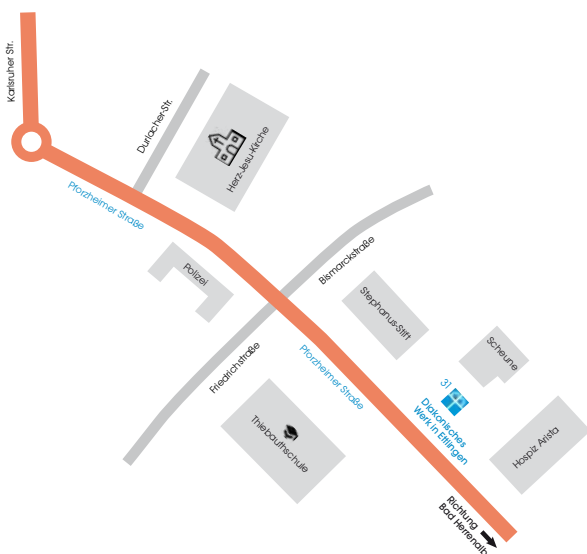 Karlsruher Str.
Durlacher-Str.
Herz-Jesu-Kirche
Pforzheimer Straße
Polizei
Bismarckstraße
Stephanus-Stift
Friedrichstraße
Pforzheimer Straße
Scheune
31
Diakonisches
Werk in Ettlingen
Thiebauthschule
Hospiz Arista
Richtung
Bad Herrenalb